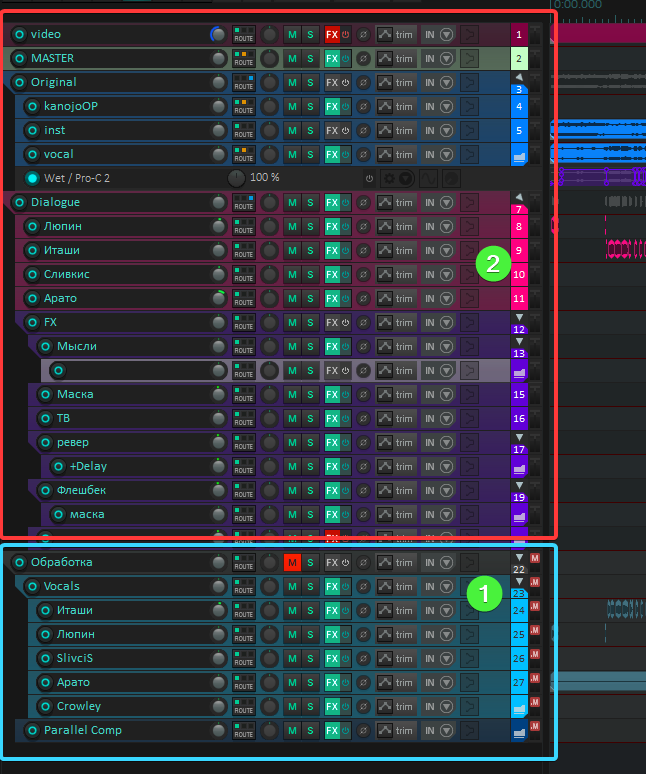 0:00.000
video ROUTE M S FX trim IN 1
MASTER ROUTE M S FX trim IN 2
Original ROUTE M S FX trim IN 3
kanojoOP ROUTE M S FX trim IN 4
inst ROUTE M S FX trim IN 5
vocal ROUTE M S FX trim IN
Wet / Pro-C 2 100 %
Dialogue ROUTE M S FX trim IN 7
Люпин ROUTE M S FX trim IN 8
Иташи ROUTE M S FX trim IN 9
2
Сливкис ROUTE M S FX trim IN 10
Арато ROUTE M S FX trim IN 11
FX ROUTE M S FX trim IN 12
Мысли ROUTE M S FX trim IN 13
ROUTE M S FX trim IN
Маска ROUTE M S FX trim IN 15
ТВ ROUTE M S FX trim IN 16
ревер ROUTE M S FX trim IN 17
+Delay ROUTE M S FX trim IN
Флешбек ROUTE M S FX trim IN 19
маска ROUTE M S FX trim IN
Обработка ROUTE M S FX trim IN 22 M
Vocals ROUTE M S FX trim IN 23 M
1
Иташи ROUTE M S FX trim IN 24 M
Люпин ROUTE M S FX trim IN 25 M
SlivciS ROUTE M S FX trim IN 26 M
Арато ROUTE M S FX trim IN 27 M
Crowley ROUTE M S FX trim IN M
Parallel Comp ROUTE M S FX trim IN M